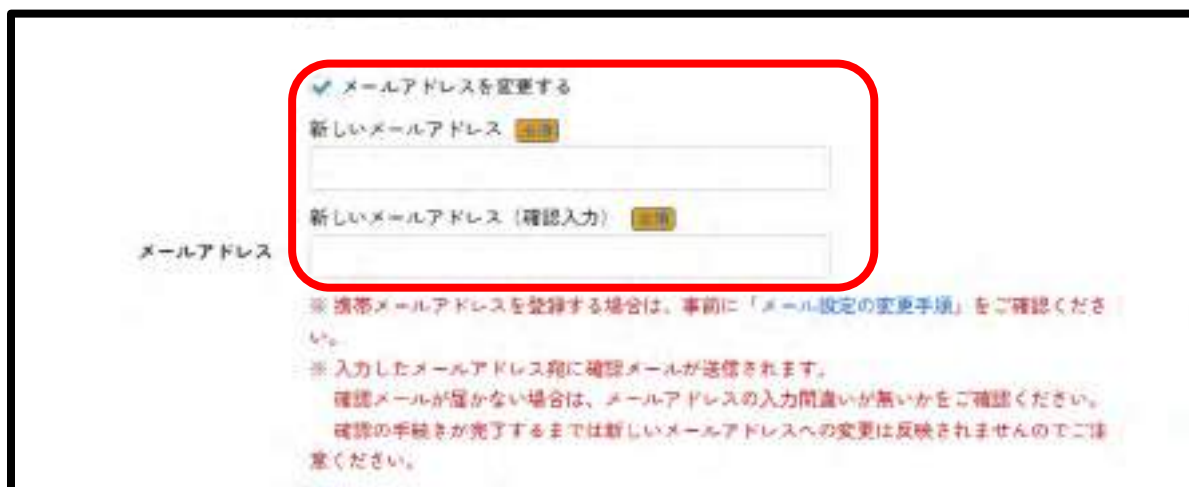 メールアドレスを変更する
新しいメールアドレス 必須
新しいメールアドレス（確認入力） 必須
メールアドレス
※ 携帯メールアドレスを登録する場合は、事前に「メール設定の変更手順」をご確認くださ
い。
※ 入力したメールアドレス宛に確認メールが送信されます。
確認メールが届かない場合は、メールアドレスの入力間違いが無いかをご確認ください。
確認の手続きが完了するまでは新しいメールアドレスへの変更は反映されませんのでご注
意ください。